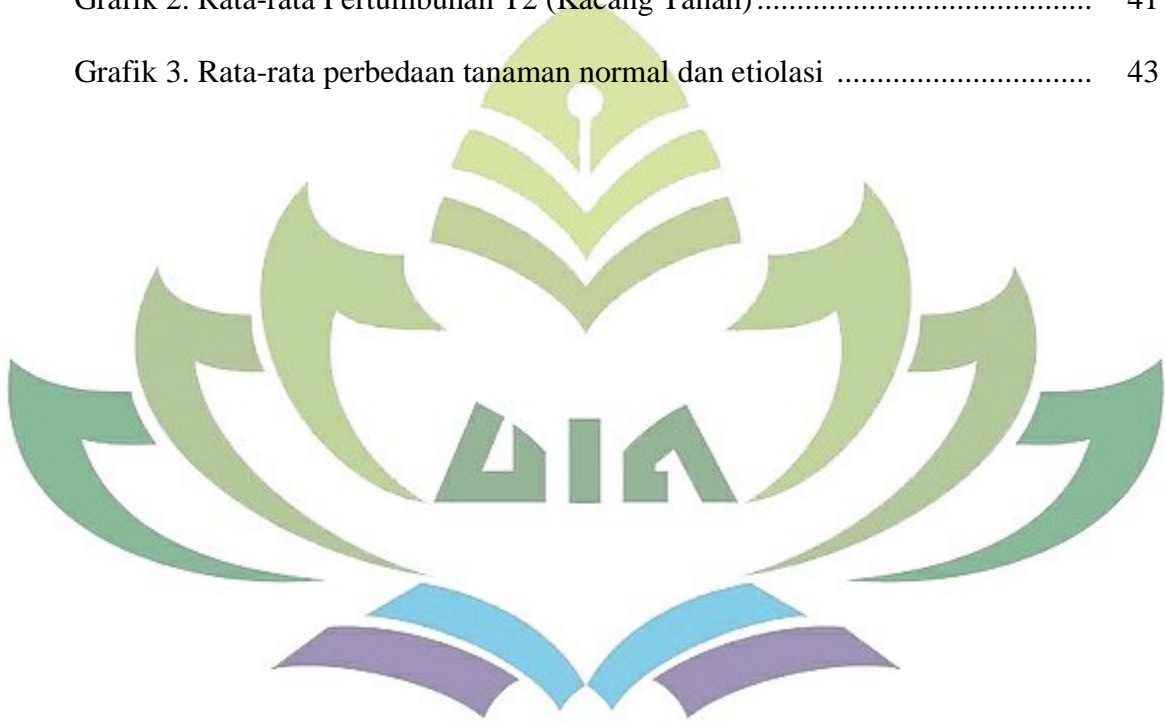 Grafik 2. Rata-rata Pertumbuhan T2 (Kacang Tanah) ........................................ 41
Grafik 3. Rata-rata perbedaan tanaman normal dan etiolasi ............................... 43
UIN